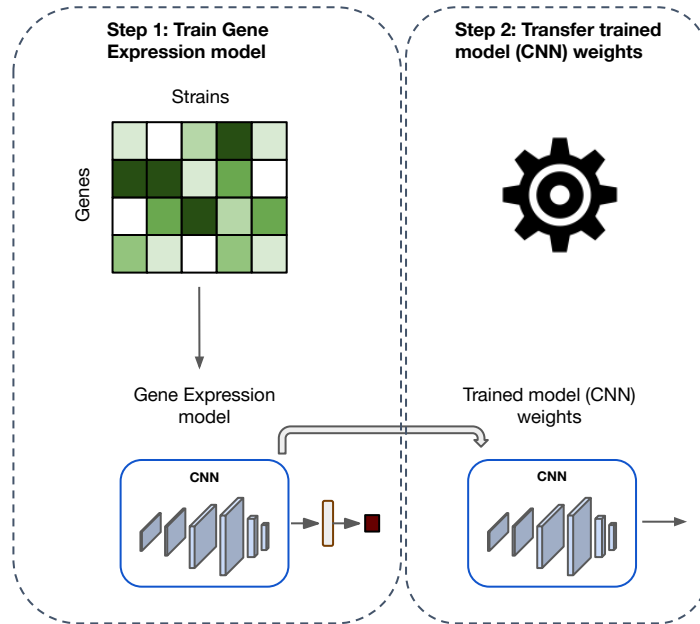 Step 1: Train Gene
Expression model
Strains
Genes
Gene Expression
model
CNN
Step 2: Transfer trained
model (CNN) weights
Trained model (CNN)
weights
CNN